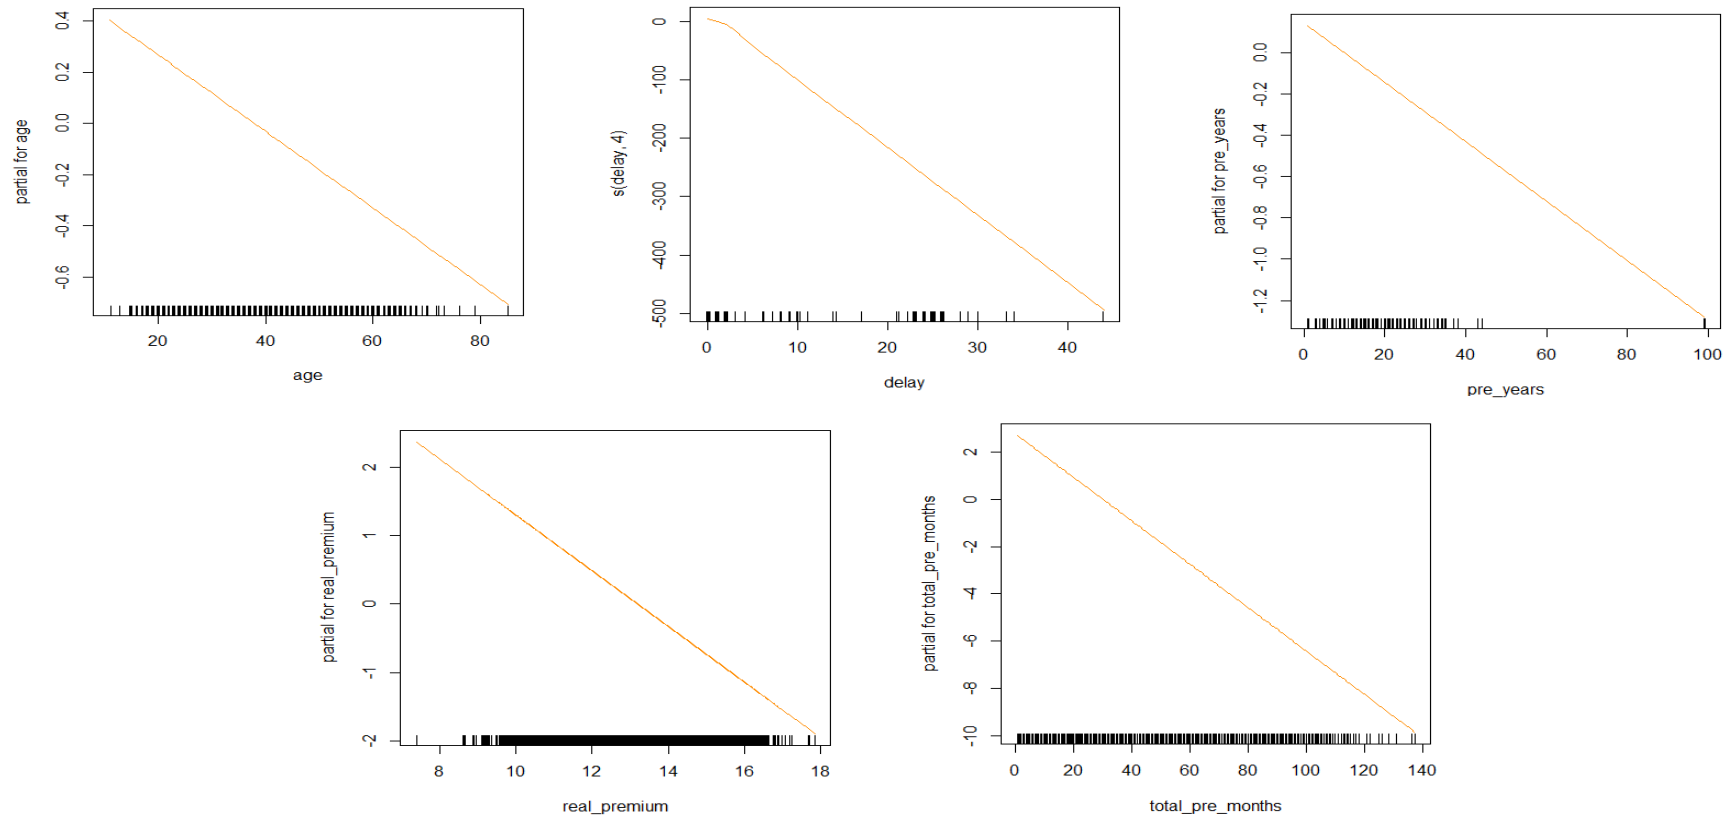 partial for age
0.4
0.2
0.0
-0.2
-0.4
-0.6
20 40 60 80
age
s(delay, 4)
0
-100
-200
-300
-400
-500
0 10 20 30 40
delay
partial for pre_years
0.0
-0.2
-0.4
-0.6
-0.8
-1.0
-1.2
0 20 40 60 80 100
pre_years
partial for real_premium
2
1
0
-1
-2
8 10 12 14 16 18
real_premium
partial for total_pre_months
2
0
-2
-4
-6
-8
-10
0 20 40 60 80 100 120 140
total_pre_months